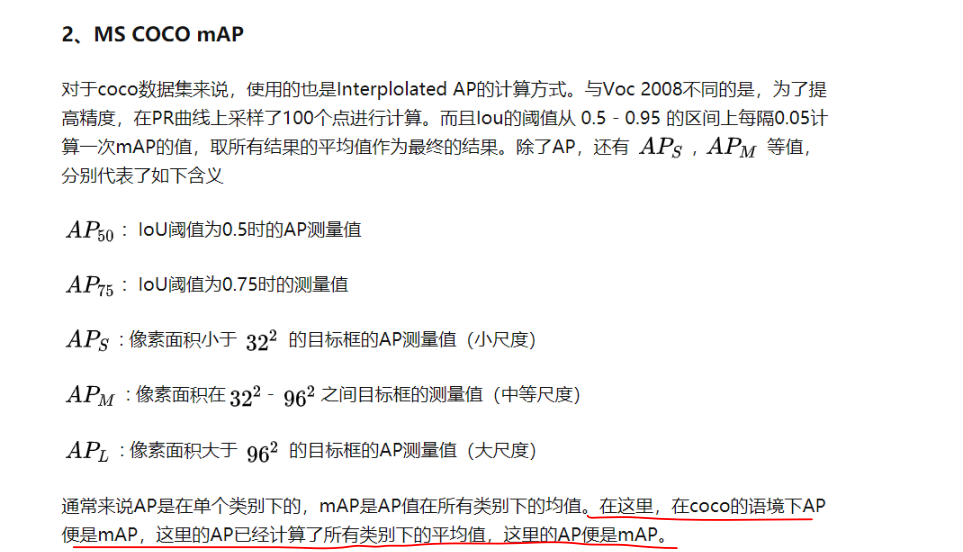 2、MS COCO mAP
对于coco数据集来说，使用的也是Interplolated AP的计算方式。与Voc 2008不同的是，为了提
高精度，在PR曲线上采样了100个点进行计算。而且Iou的阈值从 0.5 - 0.95 的区间上每隔0.05计
算一次mAP的值，取所有结果的平均值作为最终的结果。除了AP，还有 AP_S ，AP_M 等值，
分别代表了如下含义
AP_50 ：IoU阈值为0.5时的AP测量值
AP_75 ：IoU阈值为0.75时的测量值
AP_S ：像素面积小于 32² 的目标框的AP测量值（小尺度）
AP_M ：像素面积在 32² - 96² 之间目标框的测量值（中等尺度）
AP_L ：像素面积大于 96² 的目标框的AP测量值（大尺度）
通常来说AP是在单个类别下的，mAP是AP值在所有类别下的均值。在这里，在coco的语境下AP
便是mAP，这里的AP已经计算了所有类别下的平均值，这里的AP便是mAP。